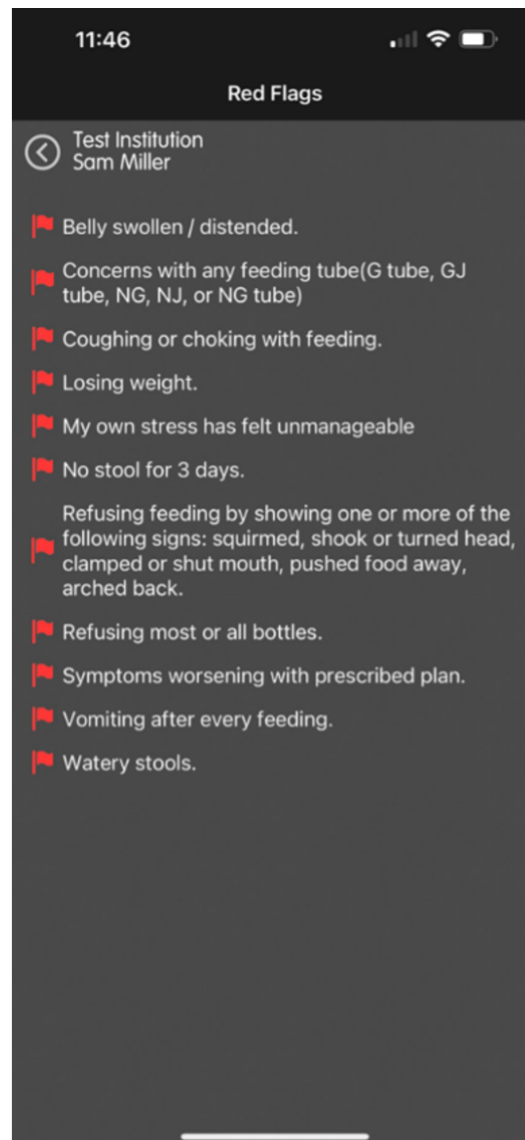 11:46
Red Flags
Test Institution
Sam Miller
Belly swollen / distended.
Concerns with any feeding tube(G tube, GJ
tube, NG, NJ, or NG tube)
Coughing or choking with feeding.
Losing weight.
My own stress has felt unmanageable
No stool for 3 days.
Refusing feeding by showing one or more of the
following signs: squirmed, shook or turned head,
clamped or shut mouth, pushed food away,
arched back.
Refusing most or all bottles.
Symptoms worsening with prescribed plan.
Vomiting after every feeding.
Watery stools.